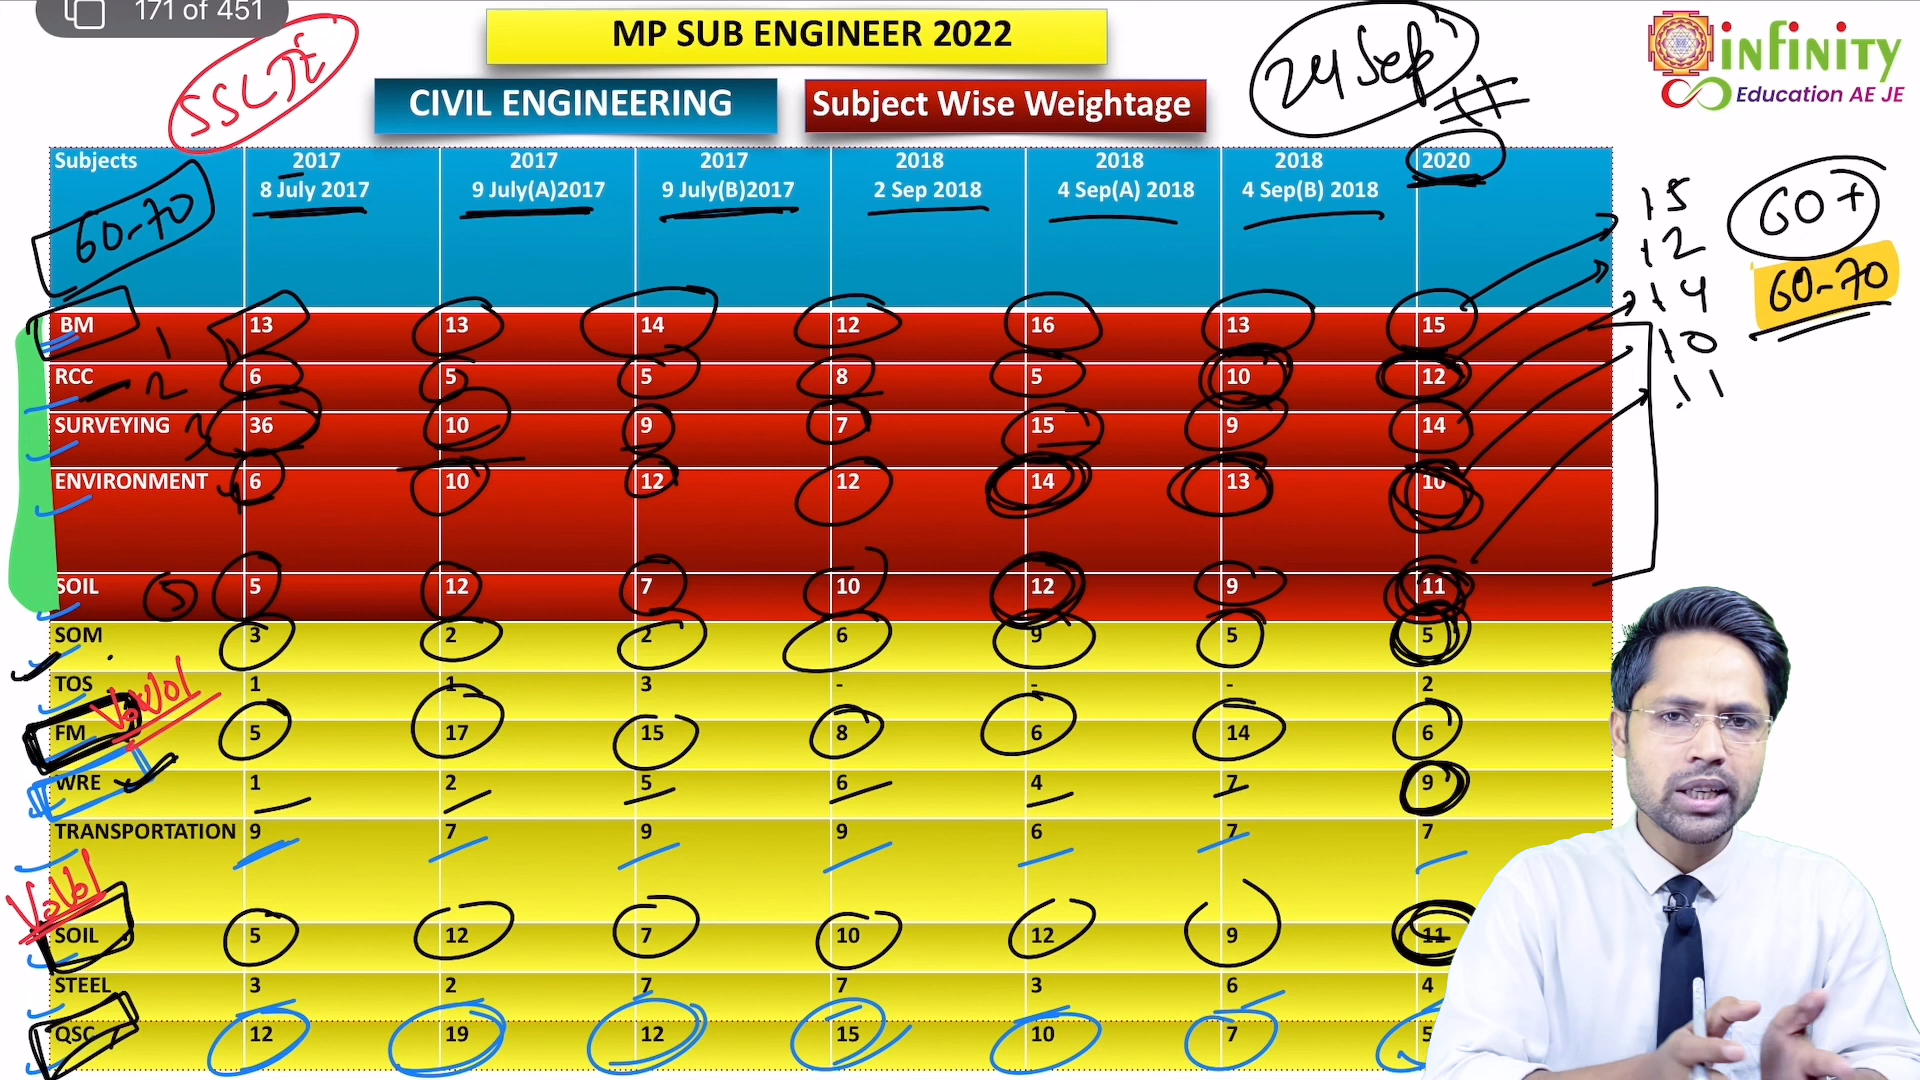 171 of 451
SSCJE
MP SUB ENGINEER 2022
24 Sep
infinity
Education AE JE
CIVIL ENGINEERING
Subject Wise Weightage
Subjects 2017 2017 2017 2018 2018 2018 2020
8 July 2017 9 July(A)2017 9 July(B)2017 2 Sep 2018 4 Sep(A) 2018 4 Sep(B) 2018
60-70
15
12
14
10
11
60+
60-70
BM 1 13 13 14 12 16 13 15
RCC 2 6 5 5 8 5 10 12
SURVEYING 3 36 10 9 7 15 9 14
ENVIRONMENT 4 6 10 12 12 14 13 10
SOIL 5 5 12 7 10 12 9 11
SOM 3 2 2 6 9 5 5
TOS 1 1 3 - - - 2
FM 5 17 15 8 6 14 6
WRE 1 2 5 6 4 7 9
TRANSPORTATION 9 7 9 9 6 7 7
SOIL 5 12 7 10 12 9 11
STEEL 3 2 7 7 3 6 4
QSC 12 19 12 15 10 7 5